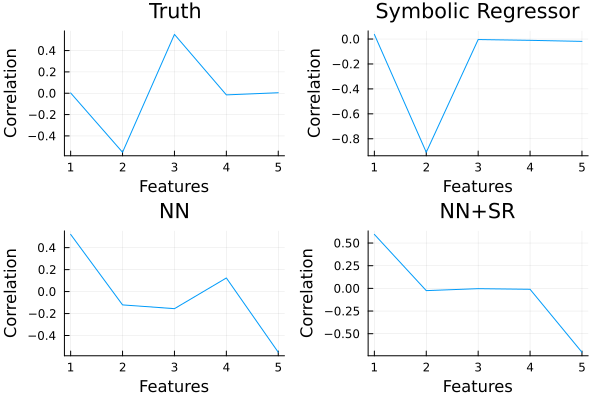 Truth
Correlation
0.4
0.2
0.0
−0.2
−0.4
1 2 3 4 5
Features
Symbolic Regressor
Correlation
0.0
−0.2
−0.4
−0.6
−0.8
1 2 3 4 5
Features
NN
Correlation
0.4
0.2
0.0
−0.2
−0.4
1 2 3 4 5
Features
NN+SR
Correlation
0.50
0.25
0.00
−0.25
−0.50
1 2 3 4 5
Features